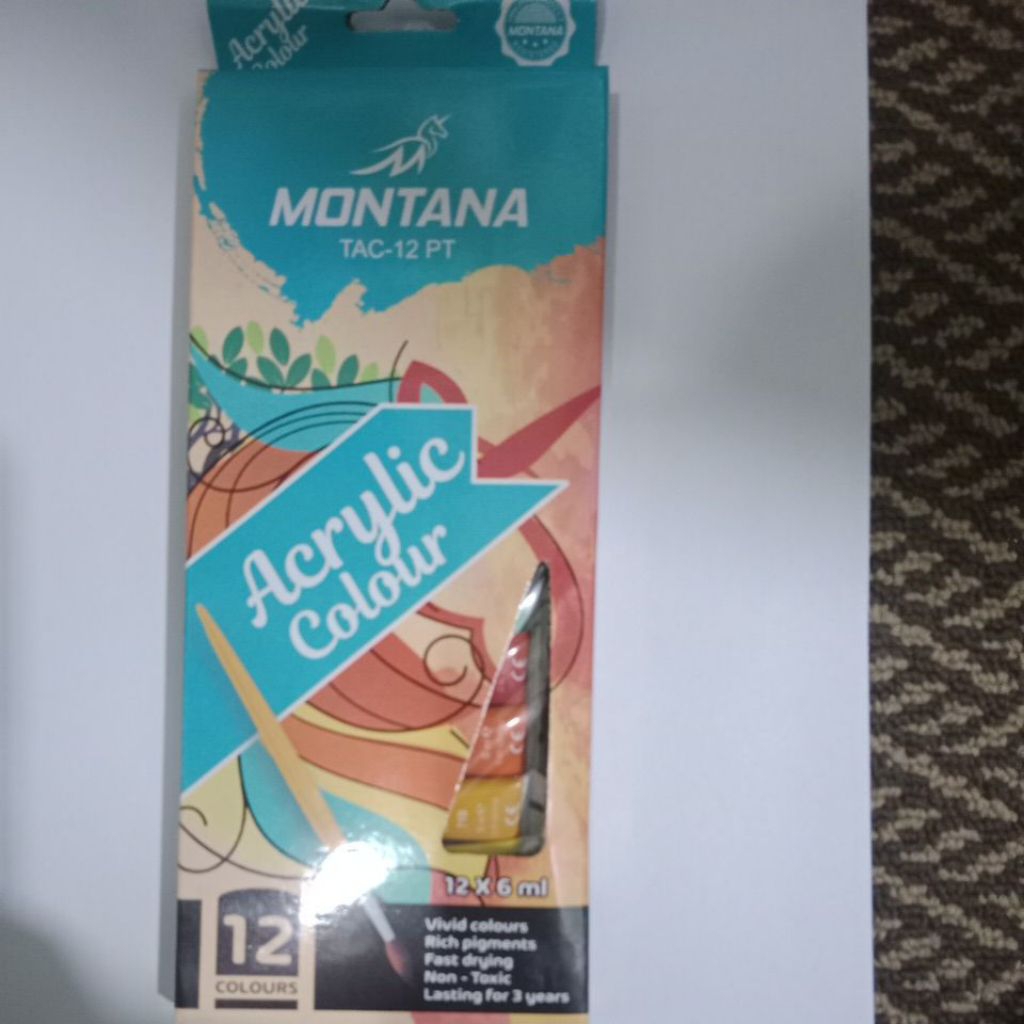 Acrylic
Colour
MONTANA
MONTANA
TAC-12 PT
Acrylic
Colour
12 X 6 ml
12
COLOURS
Vivid colours
Rich pigments
Fast drying
Non - Toxic
Lasting for 3 years